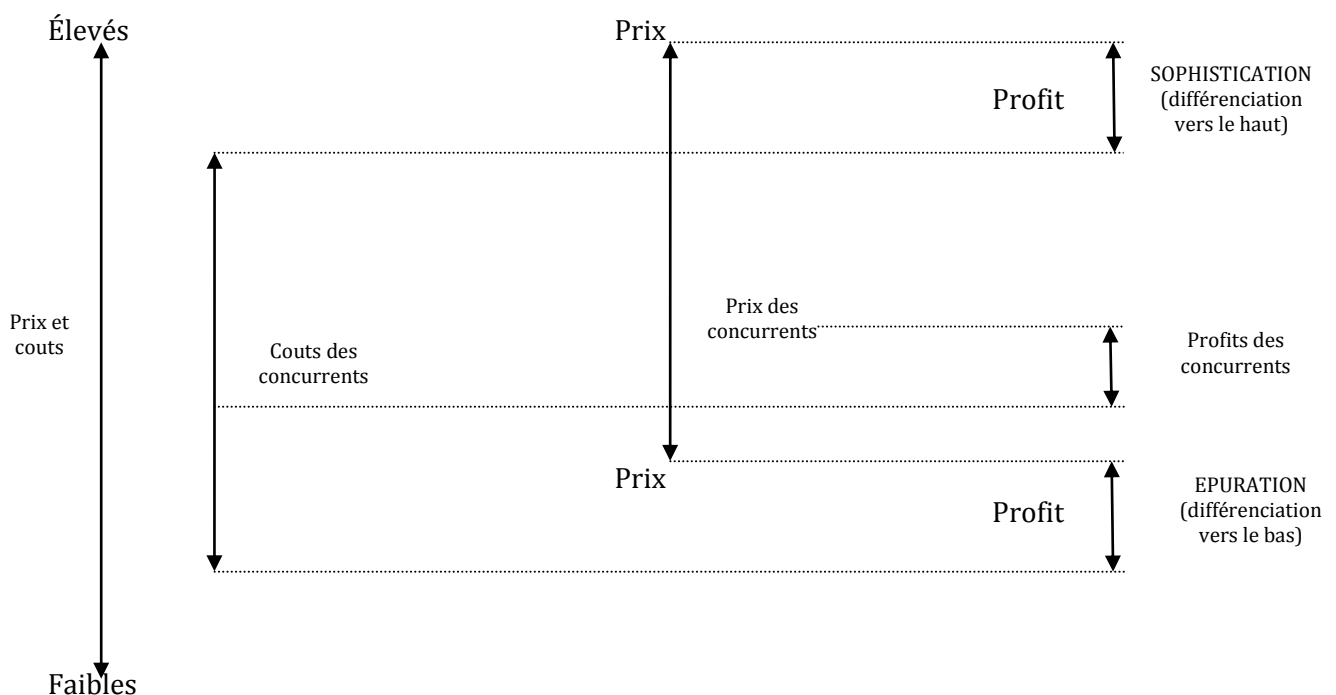 Élevés
Prix
SOPHISTICATION
(différenciation
vers le haut)
Profit
Prix et
couts
Prix des
concurrents
Couts des
concurrents
Profits des
concurrents
Prix
Profit
EPURATION
(différenciation
vers le bas)
Faibles